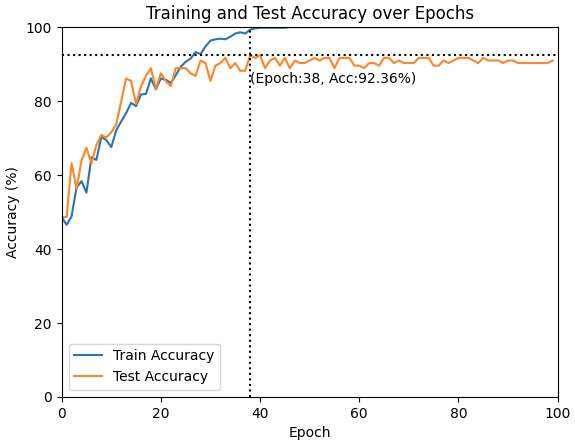 Training and Test Accuracy over Epochs
100
80
60
40
20
0
Accuracy (%)
(Epoch:38, Acc:92.36%)
Train Accuracy
Test Accuracy
0 20 40 60 80 100
Epoch